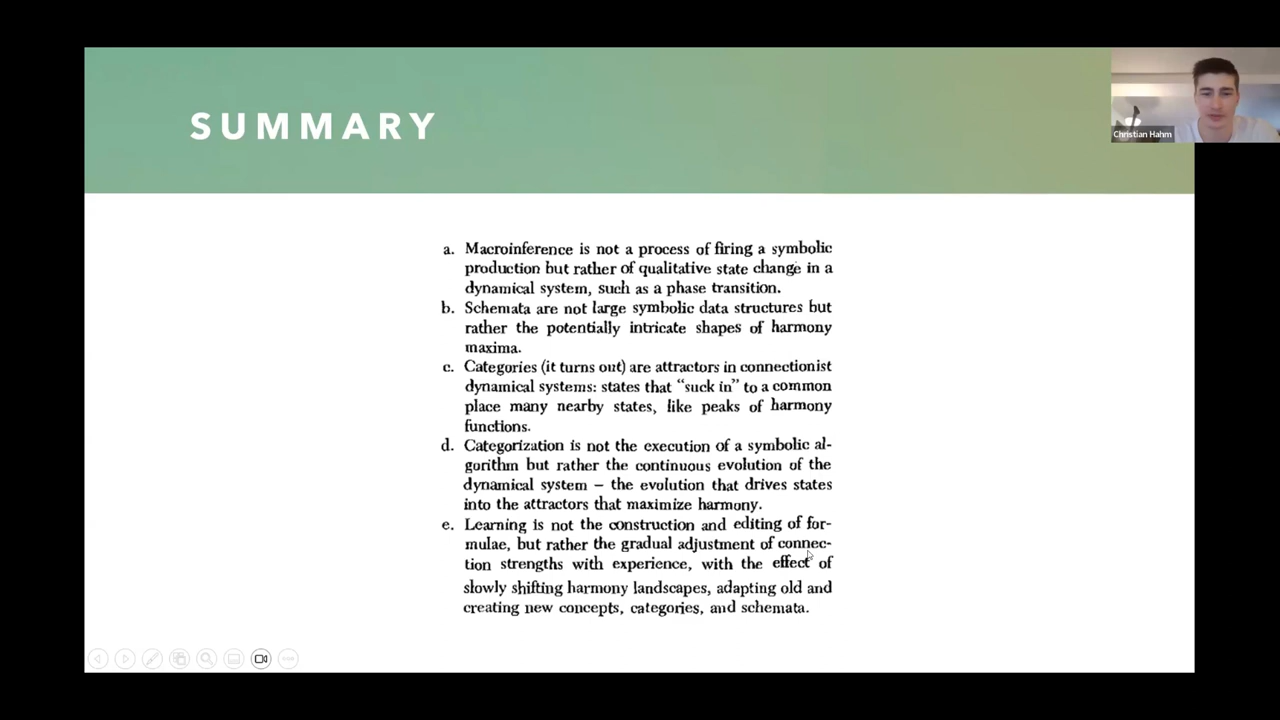 SUMMARY
Christian Hahm
a. Macroinference is not a process of firing a symbolic
production but rather of qualitative state change in a
dynamical system, such as a phase transition.
b. Schemata are not large symbolic data structures but
rather the potentially intricate shapes of harmony
maxima.
c. Categories (it turns out) are attractors in connectionist
dynamical systems: states that “suck in” to a common
place many nearby states, like peaks of harmony
functions.
d. Categorization is not the execution of a symbolic al-
gorithm but rather the continuous evolution of the
dynamical system – the evolution that drives states
into the attractors that maximize harmony.
e. Learning is not the construction and editing of for-
mulae, but rather the gradual adjustment of connec-
tion strengths with experience, with the effect of
slowly shifting harmony landscapes, adapting old and
creating new concepts, categories, and schemata.